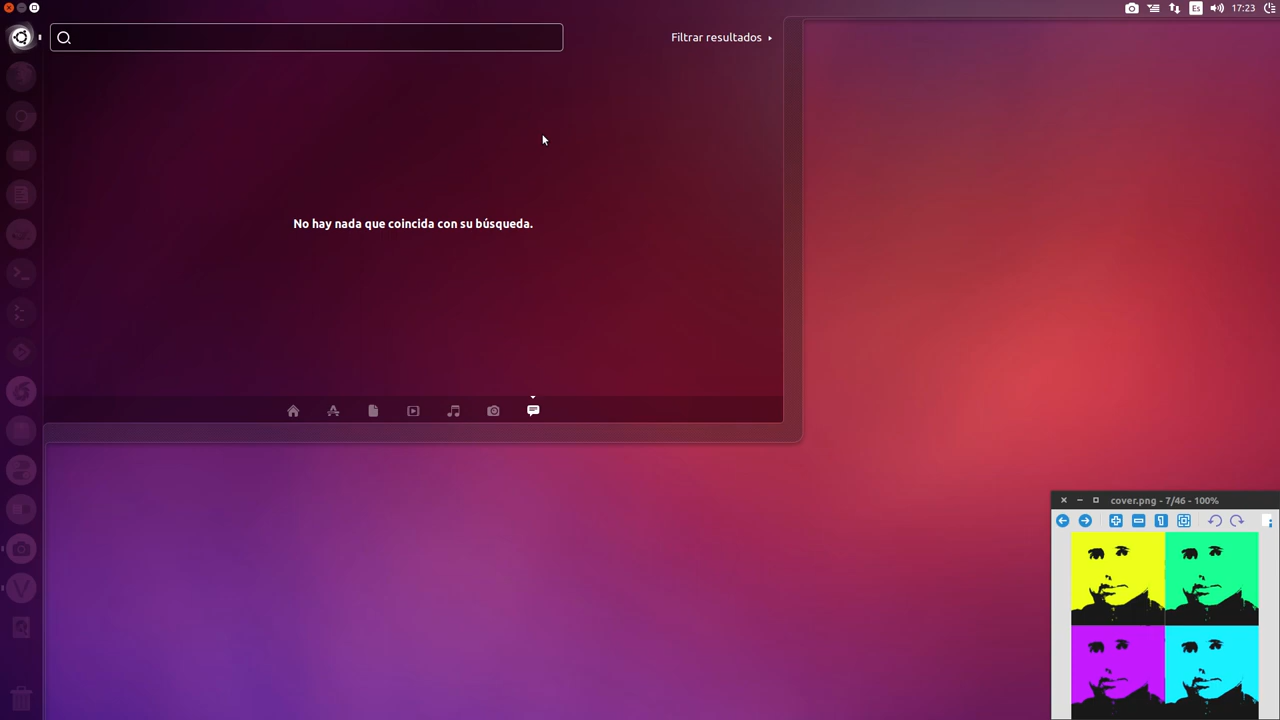 Es
17:23
Filtrar resultados
No hay nada que coincida con su búsqueda.
cover.png - 7/46 - 100%